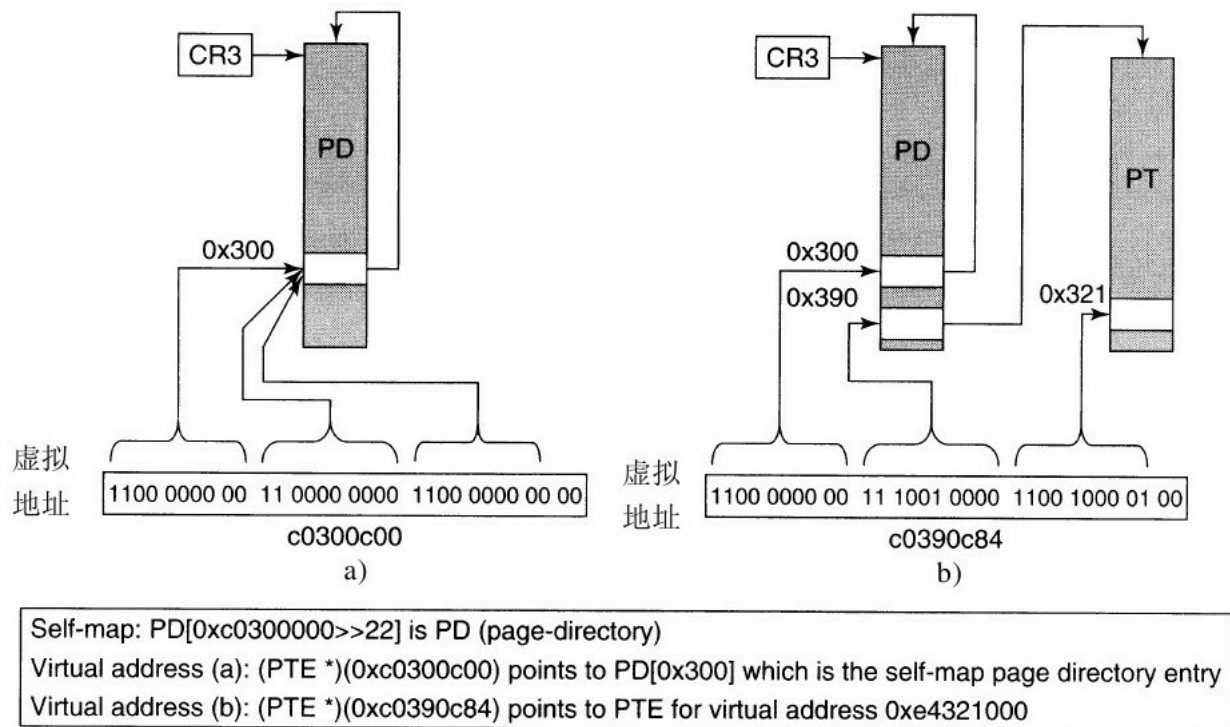 CR3
PD
0x300
虚拟
地址
1100 0000 00 11 0000 0000 1100 0000 00 00
c0300c00
a)
CR3
PD
PT
0x300
0x390
0x321
虚拟
地址
1100 0000 00 11 1001 0000 1100 1000 01 00
c0390c84
b)
Self-map: PD[0xc0300000>>22] is PD (page-directory)
Virtual address (a): (PTE *)(0xc0300c00) points to PD[0x300] which is the self-map page directory entry
Virtual address (b): (PTE *)(0xc0390c84) points to PTE for virtual address 0xe4321000